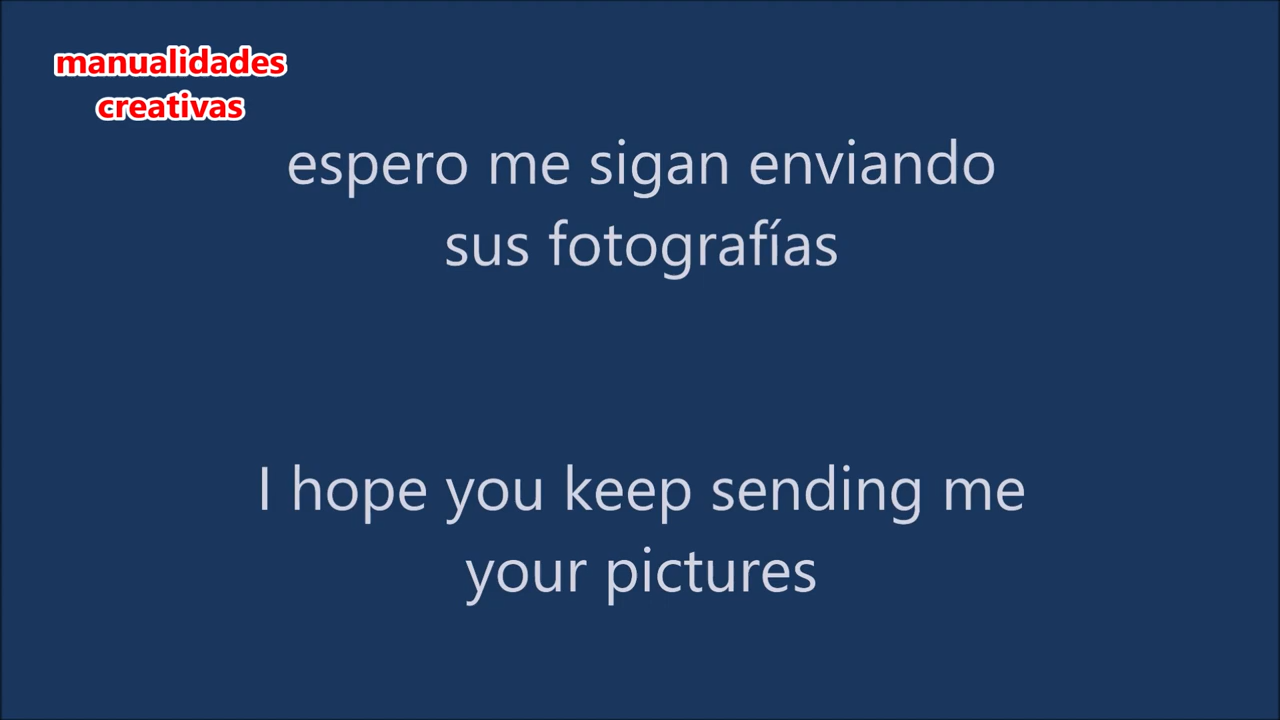 manualidades
creativas
espero me sigan enviando
sus fotografías
I hope you keep sending me
your pictures